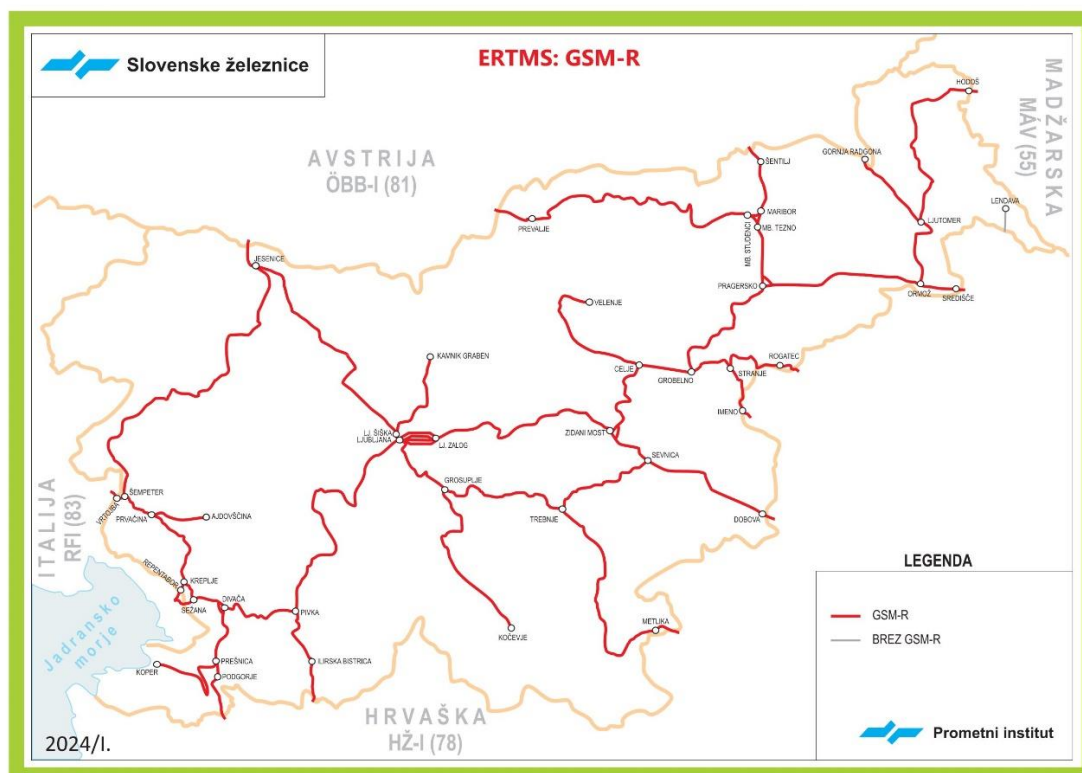 Slovenske železnice
ERTMS: GSM-R
AVSTRIJA
ÖBB-I (81)
MADŽARSKA
MÁV (55)
HODOŠ
GORNJA RADGONA
ŠENTILJ
LENDAVA
LJUTOMER
MARIBOR
MB. TEZNO
MB. STUDENCI
PREVALJE
JESENICE
PRAGERSKO
ORMOŽ
SREDIŠČE
VELENJE
KAMNIK GRABEN
CELJE
GROBELNO
STRANJE
ROGATEC
IMENO
LJ. ŠIŠKA
LJUBLJANA
LJ. ZALOG
ZIDANI MOST
SEVNICA
GROSUPLJE
TREBNJE
DOBOVA
ŠEMPETER
VRTOJBA
PRVAČINA
AJDOVŠČINA
ITALIJA
RFI (83)
REPENTABOR
KREPLJE
SEŽANA
DIVAČA
PIVKA
KOČEVJE
METLIKA
Jadransko
morje
KOPER
PREŠNICA
PODGORJE
ILIRSKA BISTRICA
HRVAŠKA
HŽ-I (78)
LEGENDA
GSM-R
BREZ GSM-R
Prometni institut
2024/I.